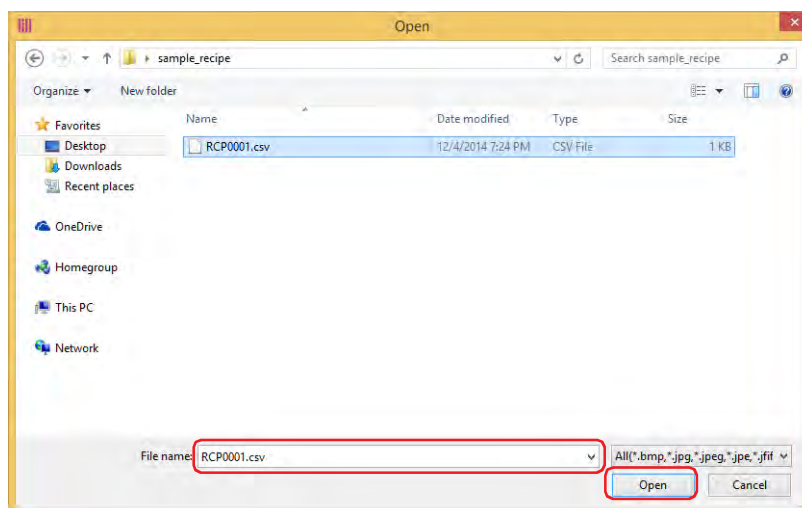 Open
sample_recipe
Search sample_recipe
Organize
New folder
Name
Date modified
Type
Size
Favorites
Desktop
Downloads
Recent places
OneDrive
Homegroup
This PC
Network
RCP0001.csv
12/4/2014 7:24 PM
CSV File
1 KB
File name:
RCP0001.csv
All(*.bmp,*.jpg,*.jpeg,*.jpe,*.jfif
Open
Cancel